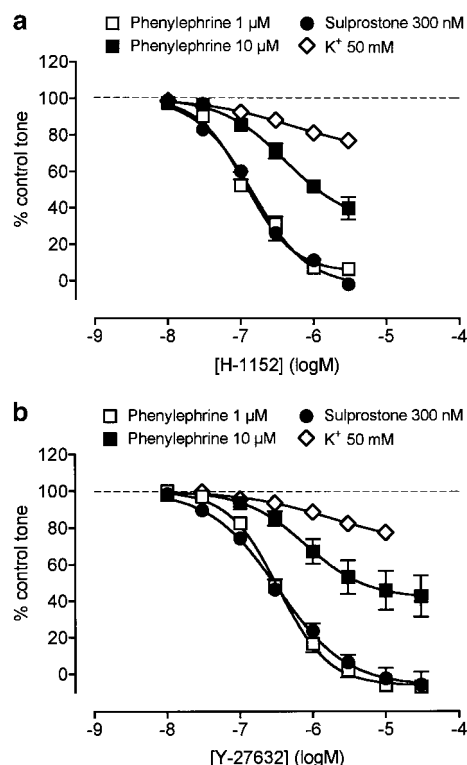 a
Phenylephrine 1 µM
Sulprostone 300 nM
Phenylephrine 10 µM
K+ 50 mM
% control tone
120
100
80
60
40
20
0
-9 -8 -7 -6 -5 -4
[H-1152] (logM)
b
Phenylephrine 1 µM
Sulprostone 300 nM
Phenylephrine 10 µM
K+ 50 mM
% control tone
120
100
80
60
40
20
0
-9 -8 -7 -6 -5 -4
[Y-27632] (logM)